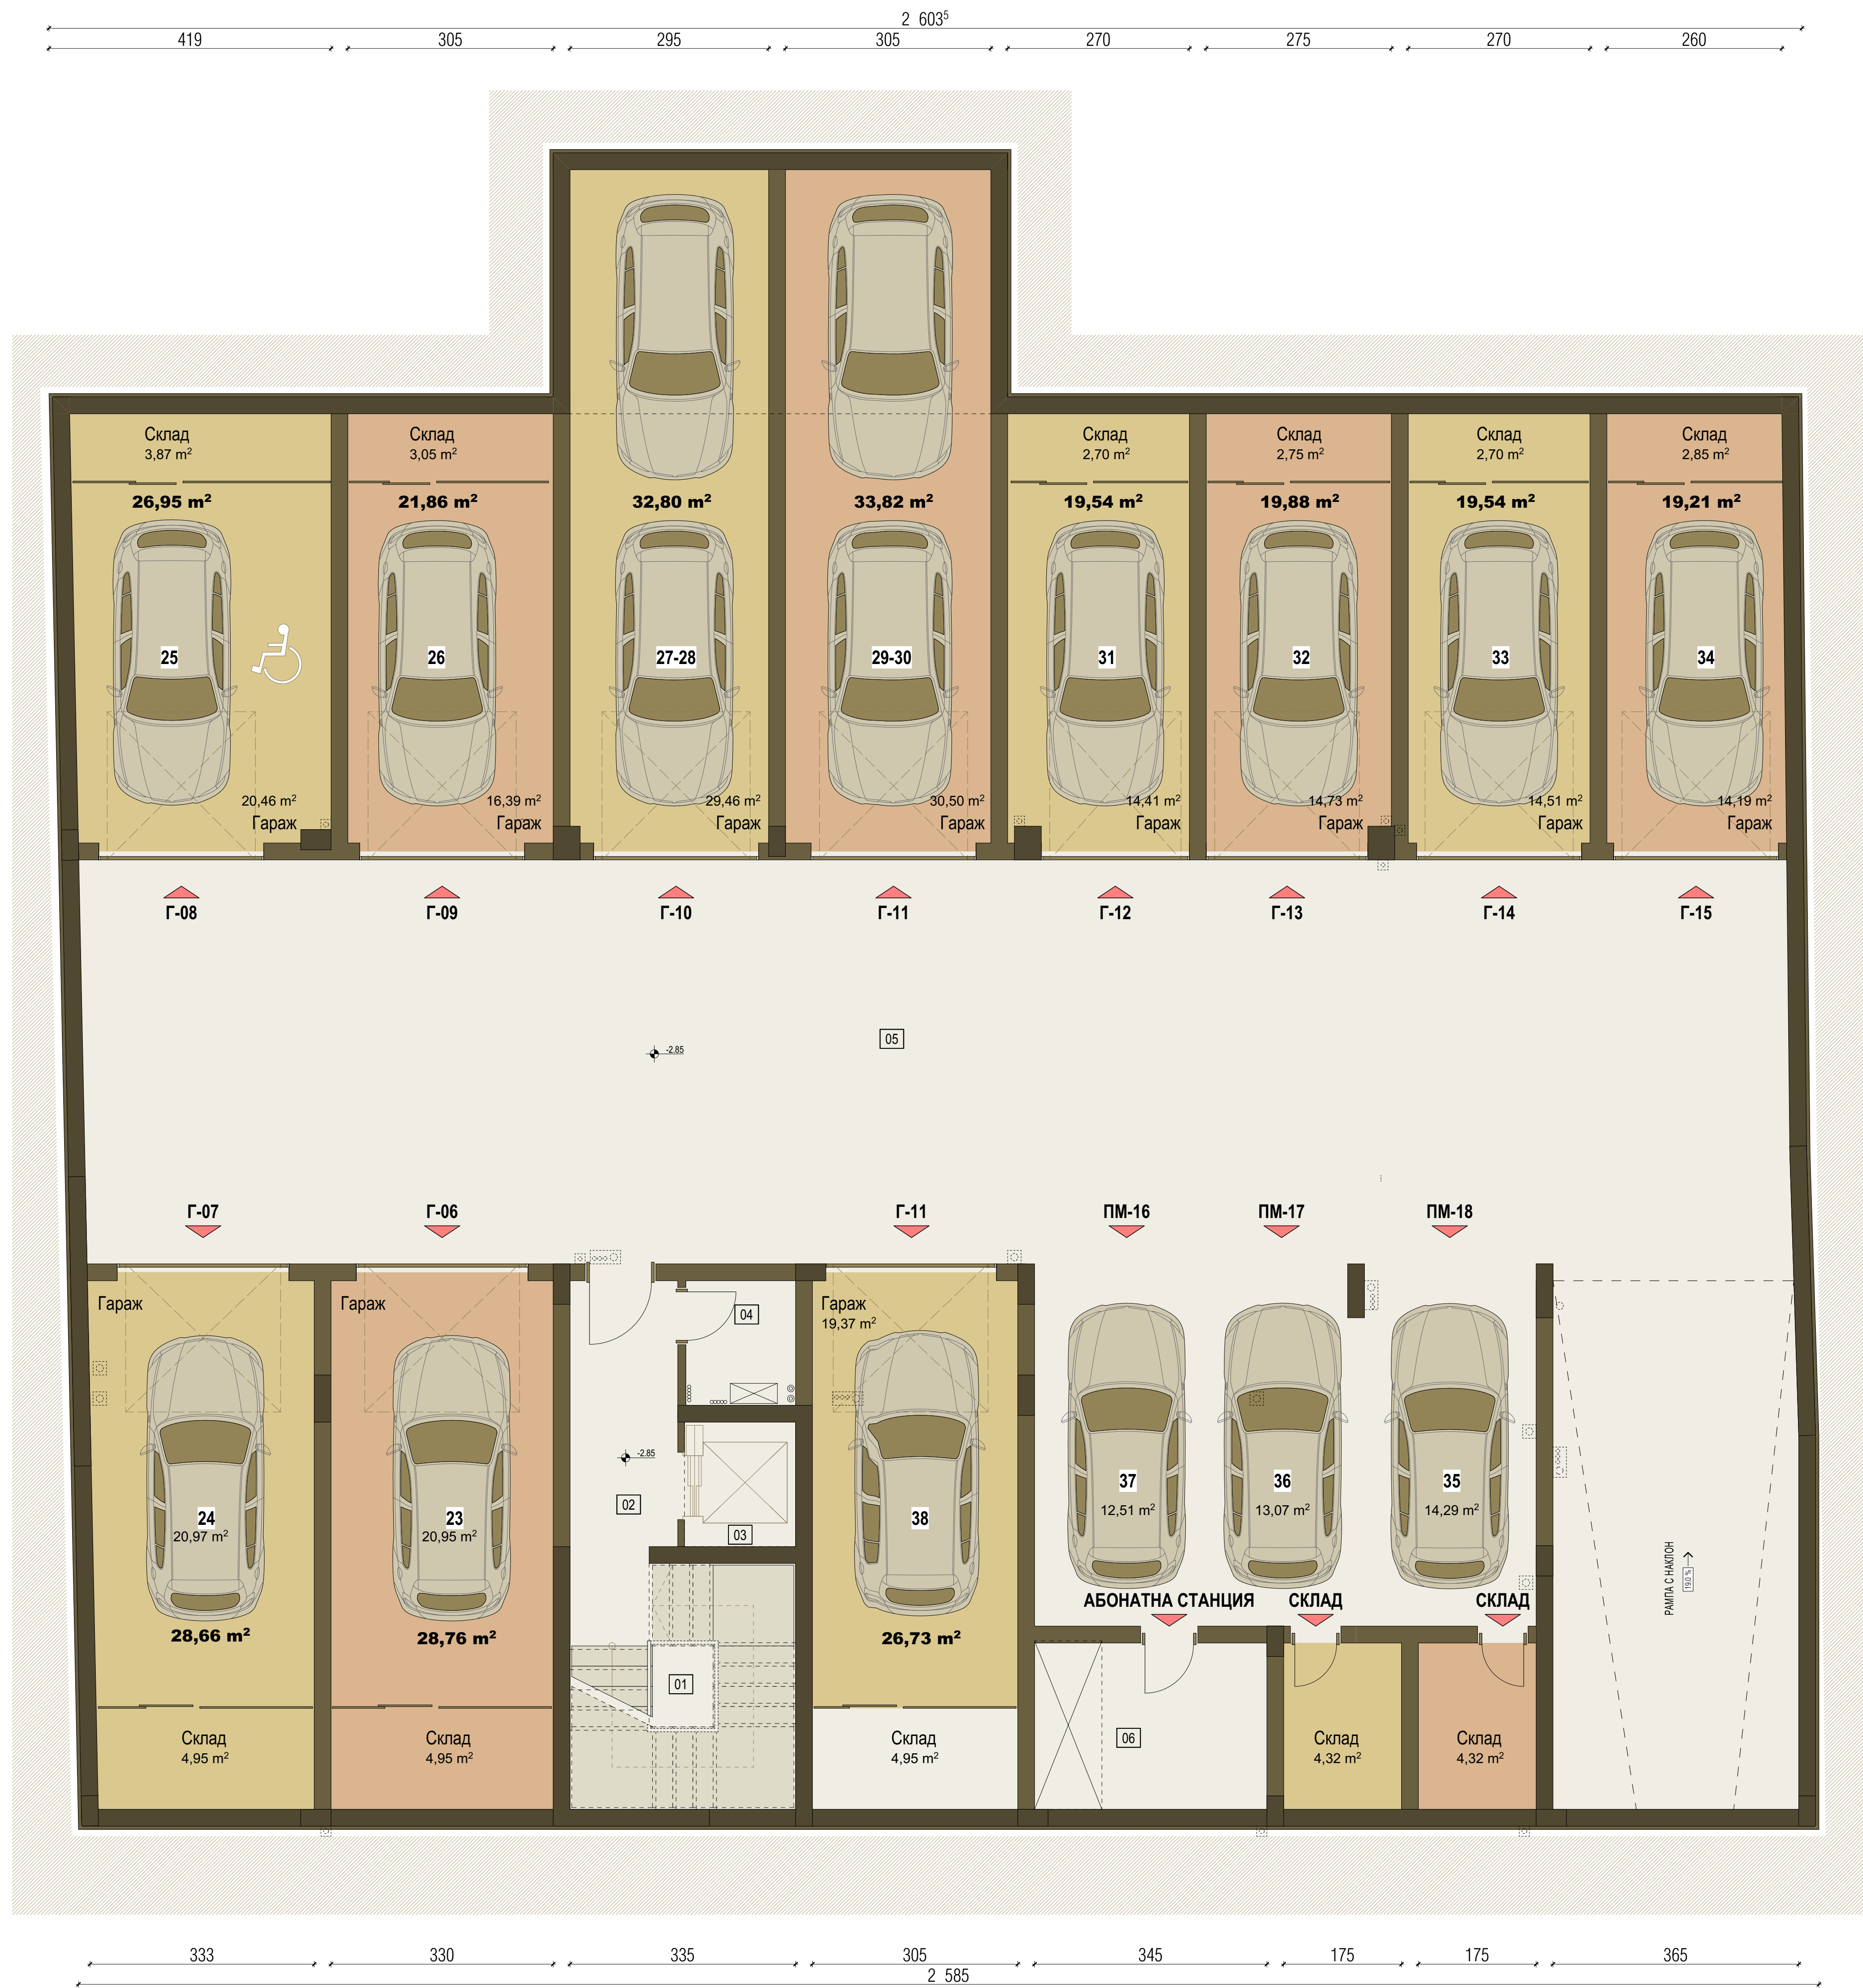 2 603⁵
419 305 295 305 270 275 270 260
Склад Склад Склад Склад Склад Склад
3,87 m² 3,05 m² 2,70 m² 2,75 m² 2,70 m² 2,85 m²
26,95 m² 21,86 m² 32,80 m² 33,82 m² 19,54 m² 19,88 m² 19,54 m² 19,21 m²
25 26 27-28 29-30 31 32 33 34
20,46 m² 16,39 m² 29,46 m² 30,50 m² 14,41 m² 14,73 m² 14,51 m² 14,19 m²
Гараж Гараж Гараж Гараж Гараж Гараж Гараж Гараж
Г-08 Г-09 Г-10 Г-11 Г-12 Г-13 Г-14 Г-15
05
-2.85
Г-07 Г-06 Г-11 ПМ-16 ПМ-17 ПМ-18
Гараж Гараж Гараж
19,37 m²
04
-2.85
37 36 35
12,51 m² 13,07 m² 14,29 m²
02
24 23 38
20,97 m² 20,95 m²
03
РАМПА С НАКЛОН
19.0 %
АБОНАТНА СТАНЦИЯ СКЛАД СКЛАД
28,66 m² 28,76 m² 26,73 m²
01
06
Склад Склад Склад Склад Склад
4,95 m² 4,95 m² 4,95 m² 4,32 m² 4,32 m²
333 330 335 305 345 175 175 365
2 585